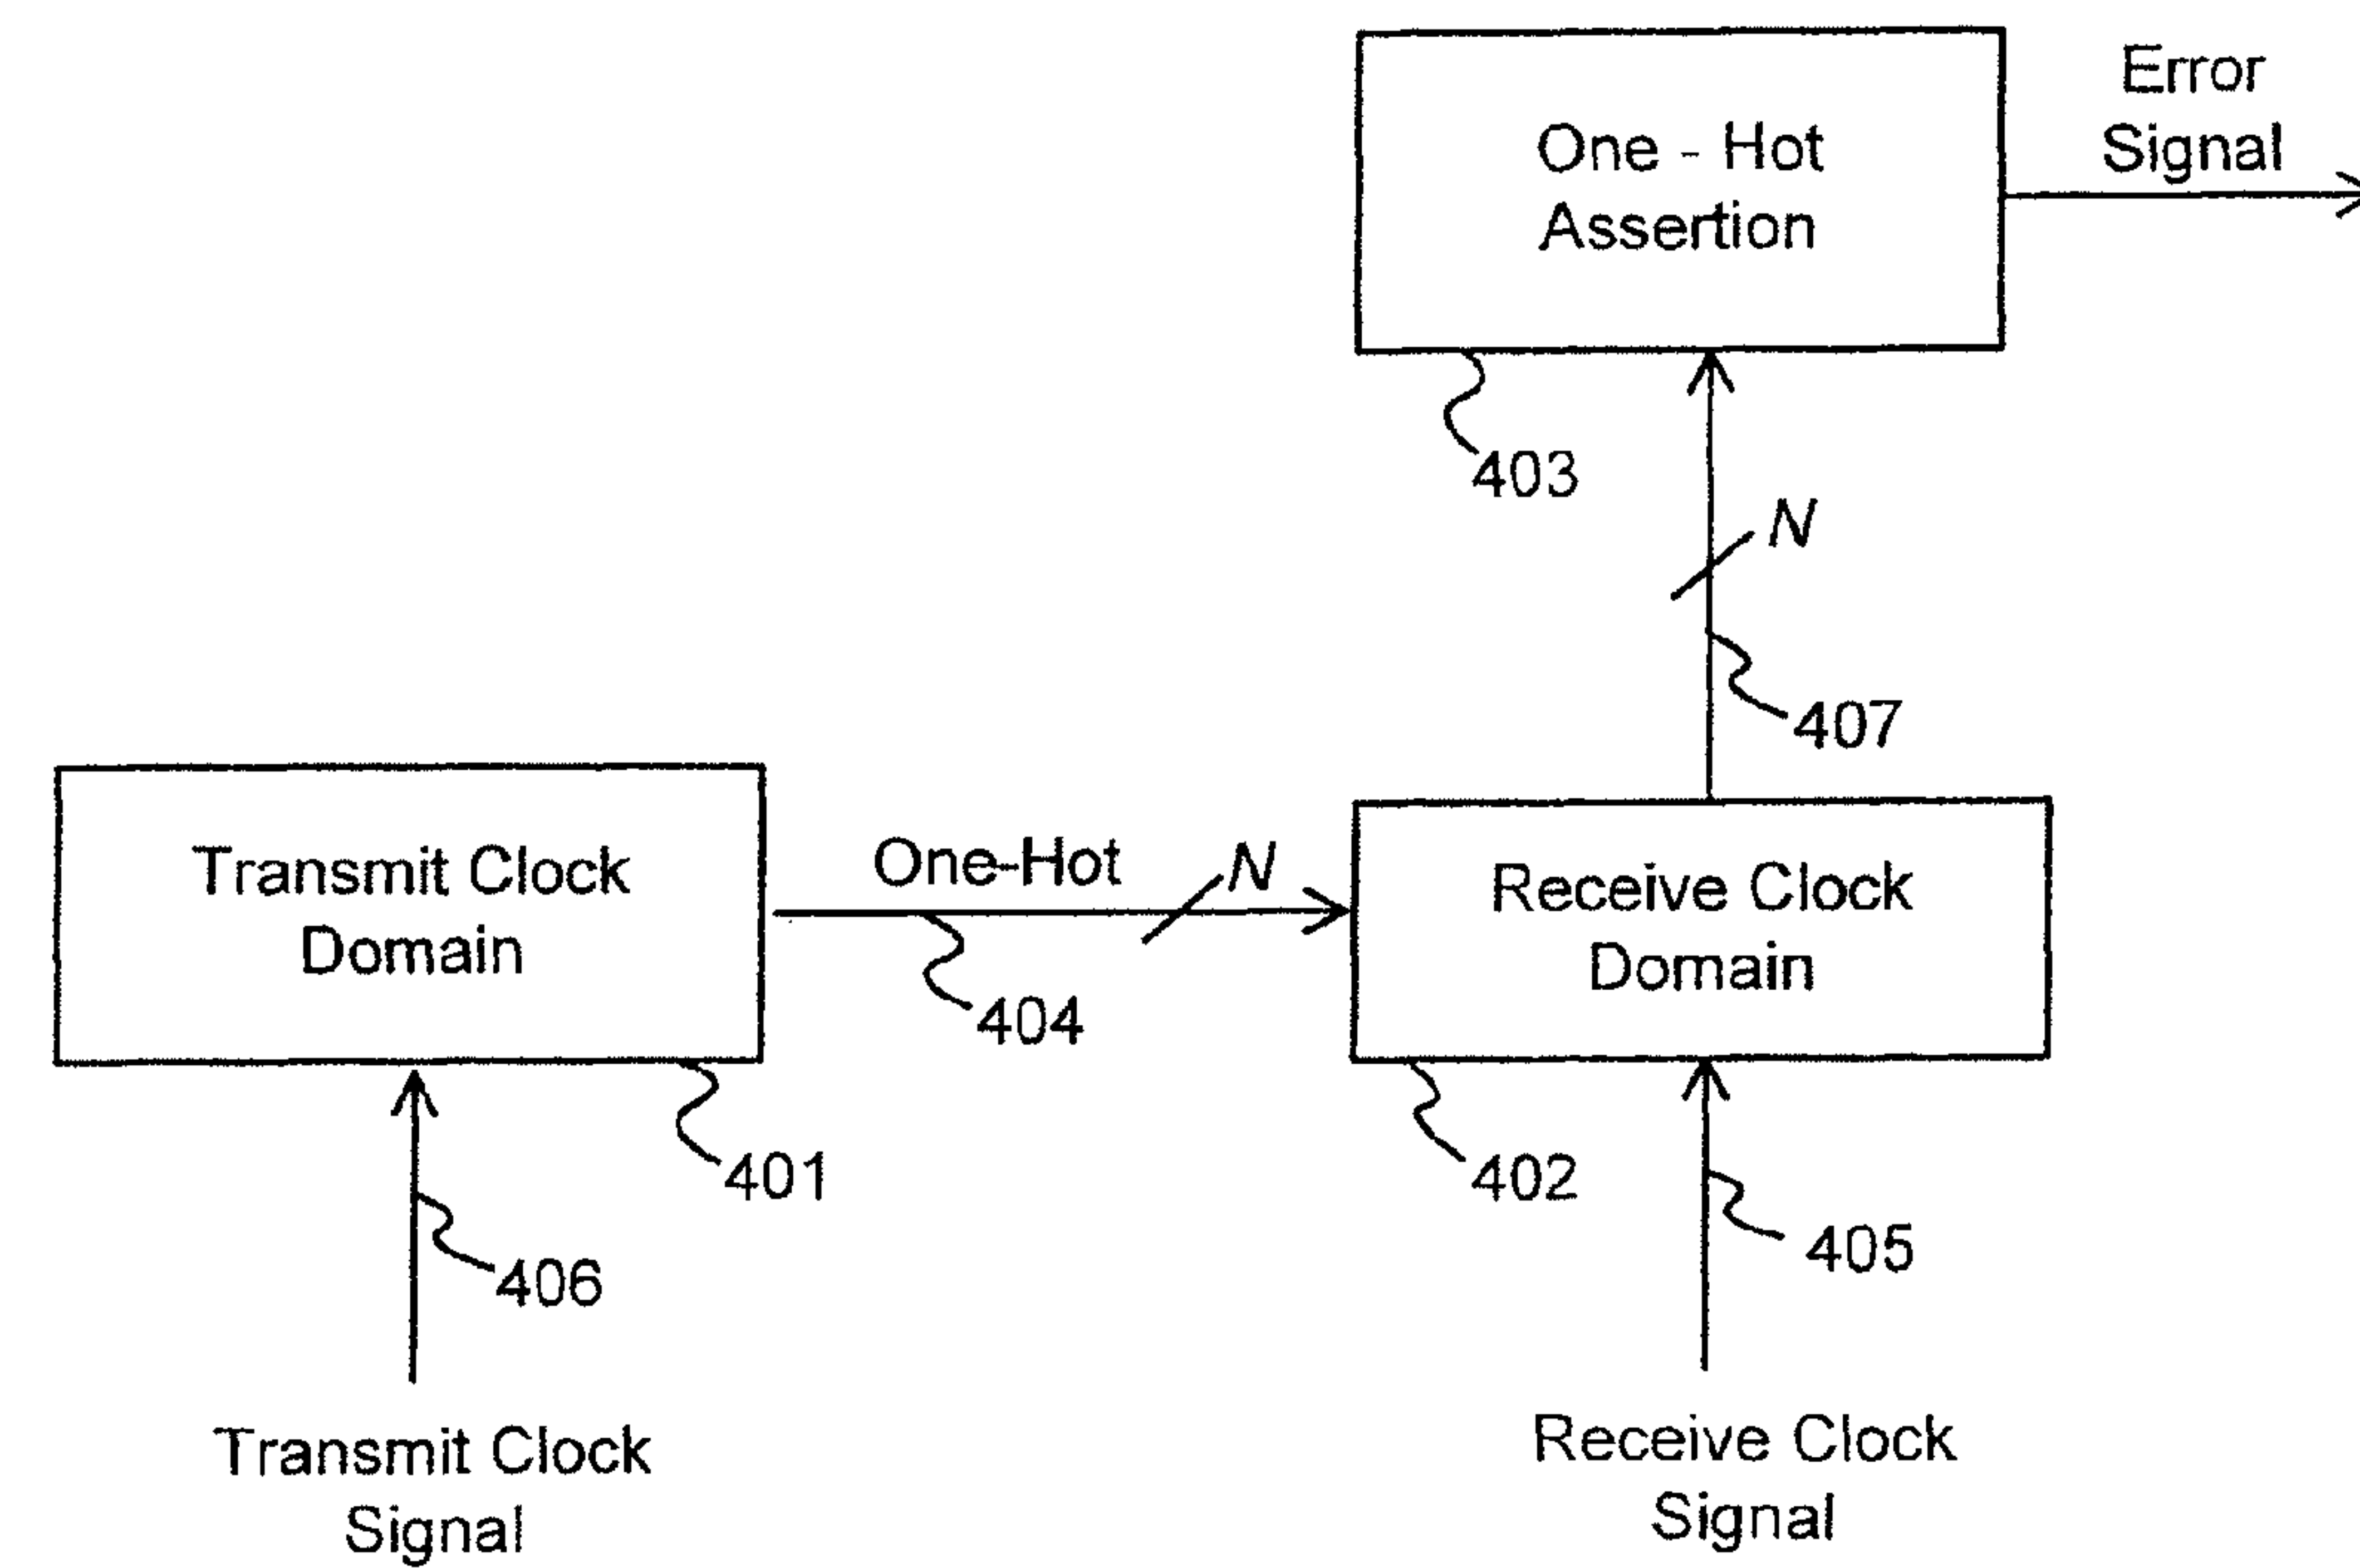 One - Hot
Assertion
Error
Signal
403
N
407
Transmit Clock
Domain
One-Hot
N
Receive Clock
Domain
404
401
402
406
405
Transmit Clock
Signal
Receive Clock
Signal